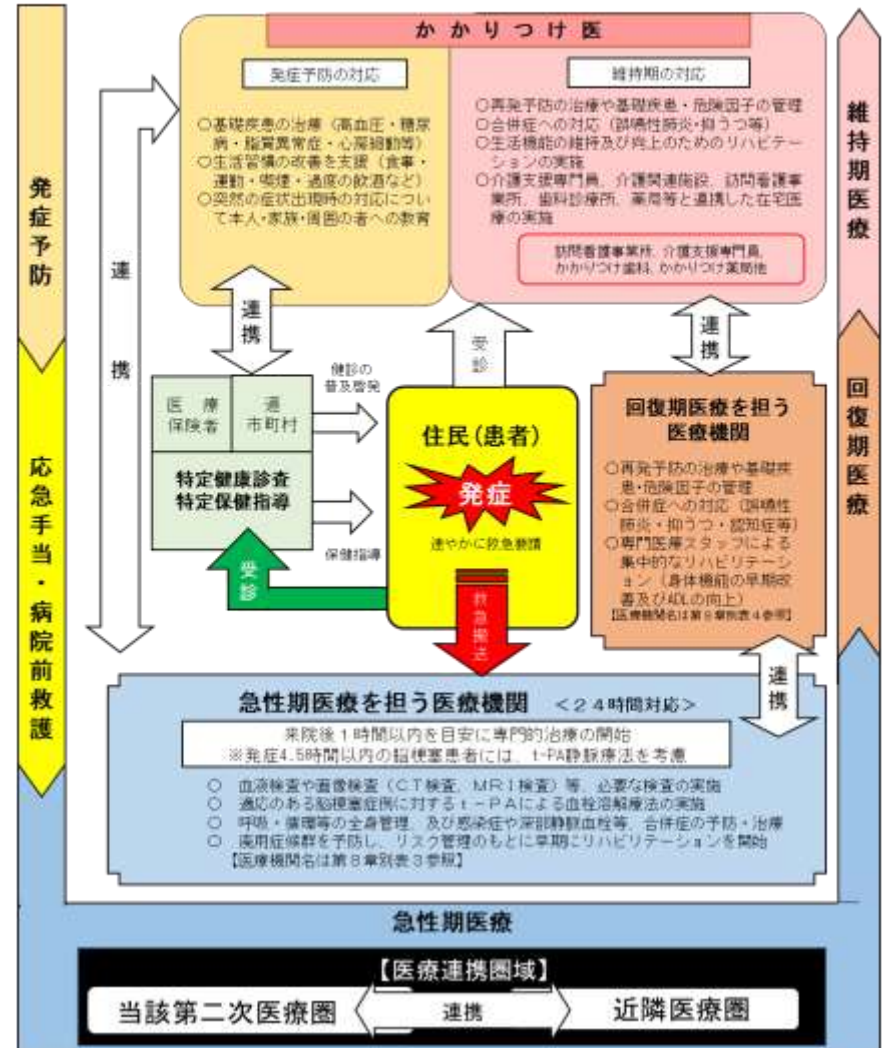 かかりつけ医
発症予防の対応
○基礎疾患の治療(高血圧・糖尿
病・脂質異常症・心房細動等)
○生活習慣の改善を支援(食事・
運動・喫煙・過度の飲酒など)
○突然の症状出現時の対応につい
て本人・家族・周囲の者への教育
維持期の対応
○再発予防の治療や基礎疾患・危険因子の管理
○合併症への対応(誤嚥性肺炎・抑うつ等)
○生活機能の維持及び向上のためのリハビテー
ションの実施
○介護支援専門員、介護関連施設、訪問看護事
業所、歯科診療所、薬局等と連携した在宅医
療の実施
訪問看護事業所、介護支援専門員、
かかりつけ歯科、かかりつけ薬局他
発症予防
応急手当・病院前救護
維持期医療
回復期医療
連携
連携
受診
連携
医療
保険者
道
市町村
特定健康診査
特定保健指導
健診の
普及啓発
保健指導
受診
住民(患者)
発症
速やかに救急要請
救急搬送
回復期医療を担う
医療機関
○再発予防の治療や基礎疾
患・危険因子の管理
○合併症への対応(誤嚥性
肺炎・抑うつ・認知症等)
○専門医療スタッフによる
集中的なリハビリテーシ
ョン(身体機能の早期改
善及びADLの向上)
【医療機関名は第8章別表4参照】
連携
急性期医療を担う医療機関 <24時間対応>
来院後1時間以内を目安に専門的治療の開始
※発症4.5時間以内の脳梗塞患者には、t-PA静脈療法を考慮
○ 血液検査や画像検査(CT検査、MRI検査)等、必要な検査の実施
○ 適応のある脳梗塞症例に対するt-PAによる血栓溶解療法の実施
○ 呼吸・循環等の全身管理、及び感染症や深部静脈血栓等、合併症の予防・治療
○ 廃用症候群を予防し、リスク管理のもとに早期にリハビリテーションを開始
【医療機関名は第8章別表3参照】
急性期医療
【医療連携圏域】
当該第二次医療圏
連携
近隣医療圏